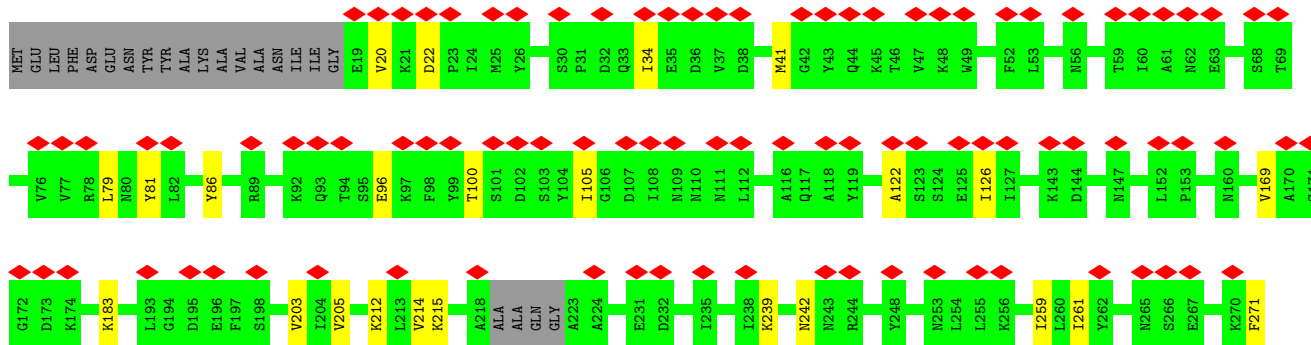 MET GLU LEU PHE ASP GLU ASN TYR TYR ALA LYS ALA VAL ALA ASN ILE ILE GLY E19 V20 K21 D22 P23 I24 M25 Y26 S30 P31 D32 Q33 I34 E35 D36 V37 D38 M41 G42 Y43 Q44 K45 T46 V47 K48 W49 F52 L53 N56 T59 I60 A61 N62 E63 S68 T69
V76 V77 R78 L79 N80 Y81 L82 Y86 R89 K92 Q93 T94 S95 E96 K97 F98 Y99 T100 S101 D102 S103 Y104 I105 G106 D107 I108 N109 N110 N111 L112 A116 Q117 A118 Y119 A122 S123 S124 E125 I126 I127 K143 D144 N147 L152 P153 N160 V169 A170
G172 D173 K174 K183 L193 G194 D195 E196 F197 S198 V203 I204 V205 K212 L213 V214 K215 A218 ALA ALA GLN GLY A223 A224 E231 D232 I235 I238 K239 N242 N243 R244 Y248 N253 L254 L255 K256 I259 L260 I261 Y262 N265 S266 E267 K270 F271